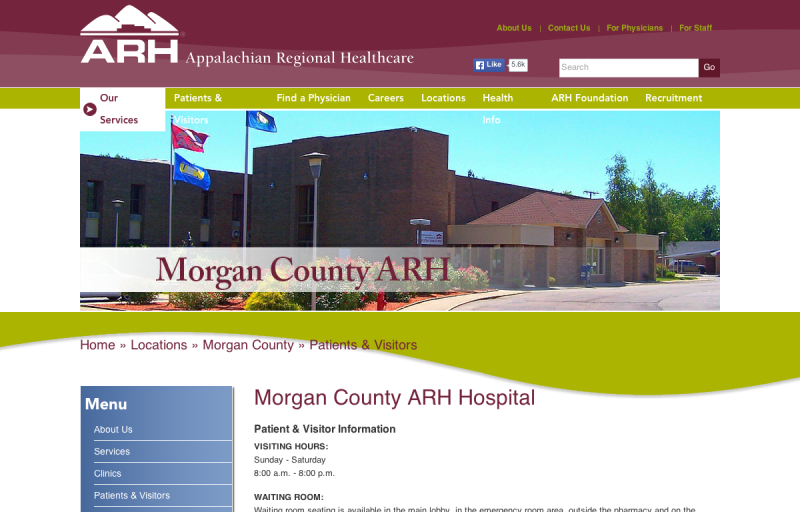 About Us | Contact Us | For Physicians | For Staff
ARH Appalachian Regional Healthcare
Like 5.6k
Search Go
Our Services
Patients & Visitors
Find a Physician
Careers
Locations
Health Info
ARH Foundation
Recruitment
Morgan County ARH
Home » Locations » Morgan County » Patients & Visitors
Menu
About Us
Services
Clinics
Patients & Visitors
Morgan County ARH Hospital
Patient & Visitor Information
VISITING HOURS:
Sunday - Saturday
8:00 a.m. - 8:00 p.m.
WAITING ROOM:
Waiting room seating is available in the main lobby, in the emergency room area, outside the pharmacy and on the